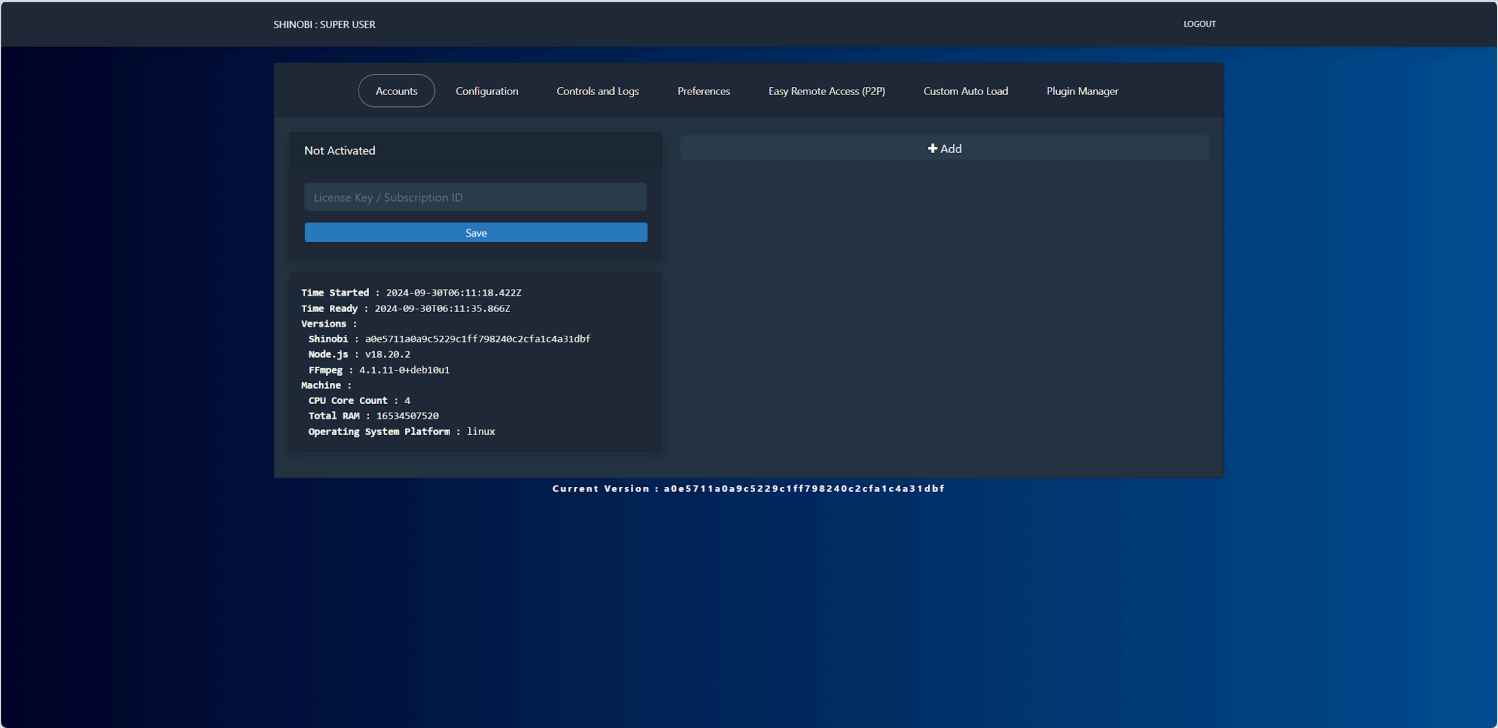 SHINOBI : SUPER USER
LOGOUT
Accounts
Configuration
Controls and Logs
Preferences
Easy Remote Access (P2P)
Custom Auto Load
Plugin Manager
Not Activated
License Key / Subscription ID
Save
Add
Time Started : 2024-09-30T06:11:18.422Z
Time Ready : 2024-09-30T06:11:35.866Z
Versions :
Shinobi : a0e5711a0a9c5229c1ff798240c2cfa1c4a31dbf
Node.js : v18.20.2
FFmpeg : 4.1.11-0+deb10u1
Machine :
CPU Core Count : 4
Total RAM : 16534507520
Operating System Platform : linux
Current Version : a0e5711a0a9c5229c1ff798240c2cfa1c4a31dbf